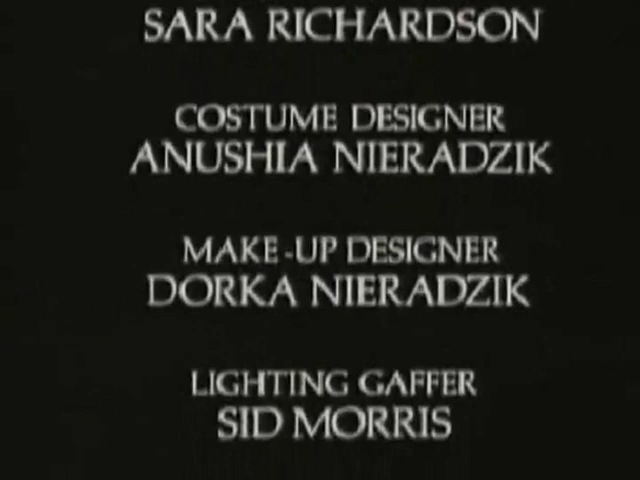 SARA RICHARDSON
COSTUME DESIGNER
ANUSHIA NIERADZIK
MAKE-UP DESIGNER
DORKA NIERADZIK
LIGHTING GAFFER
SID MORRIS